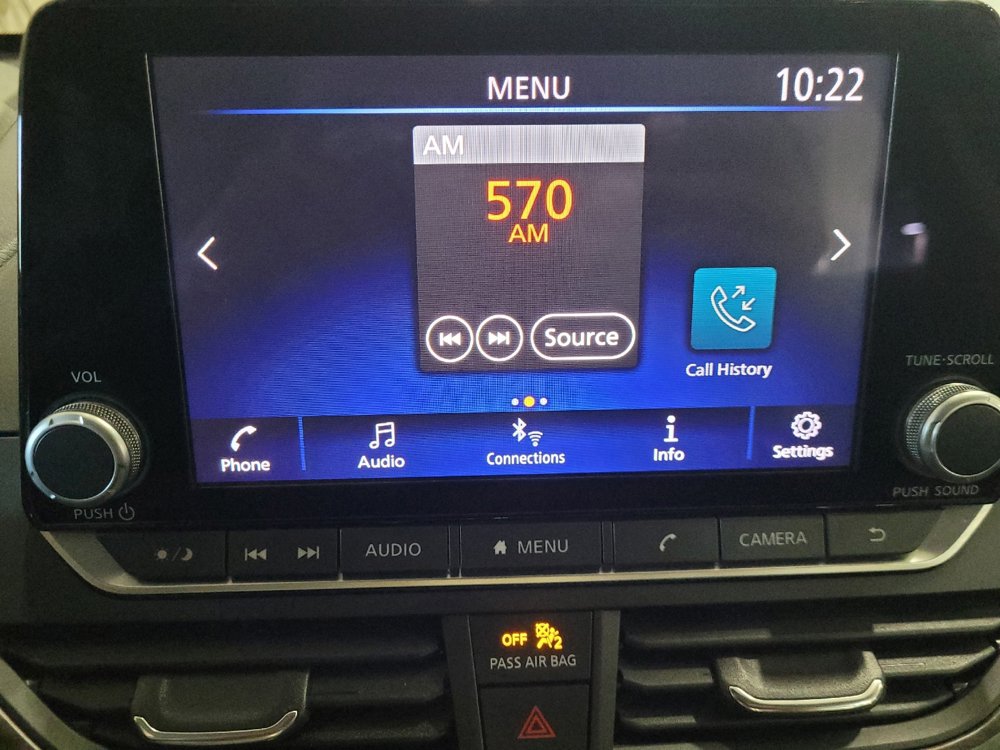 MENU
10:22
AM
570
AM
Source
Call History
Phone
Audio
Connections
Info
Settings
VOL
PUSH
TUNE·SCROLL
PUSH SOUND
AUDIO
MENU
CAMERA
OFF 2
PASS AIR BAG